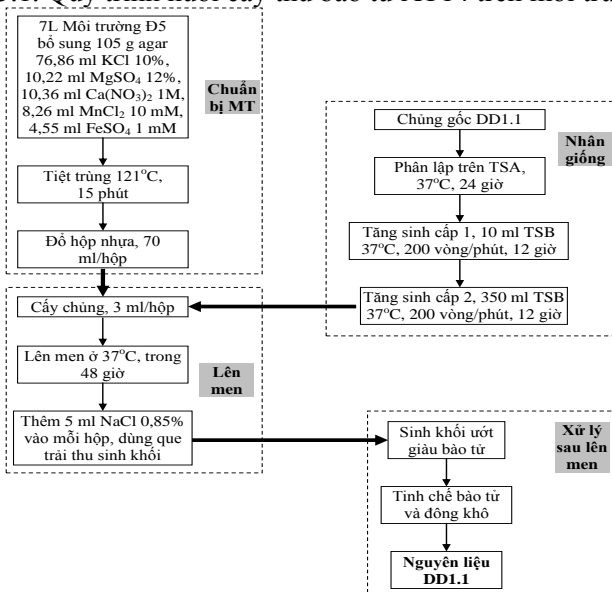 7L Môi trường Đ5
bổ sung 105 g agar
76,86 ml KCl 10%,
10,22 ml MgSO₄ 12%,
10,36 ml Ca(NO₃)₂ 1M,
8,26 ml MnCl₂ 10 mM,
4,55 ml FeSO₄ 1 mM
Chuẩn
bị MT
Tiệt trùng 121°C,
15 phút
Đổ hộp nhựa, 70
ml/hộp
Chủng gốc DD1.1
Nhân
giống
Phân lập trên TSA,
37°C, 24 giờ
Tăng sinh cấp 1, 10 ml TSB
37°C, 200 vòng/phút, 12 giờ
Tăng sinh cấp 2, 350 ml TSB
37°C, 200 vòng/phút, 12 giờ
Cấy chủng, 3 ml/hộp
Lên men ở 37°C, trong
48 giờ
Lên
men
Thêm 5 ml NaCl 0,85%
vào mỗi hộp, dùng que
trải thu sinh khối
Sinh khối ướt
giàu bào tử
Xử lý
sau lên
men
Tinh chế bào tử
và đông khô
Nguyên liệu
DD1.1